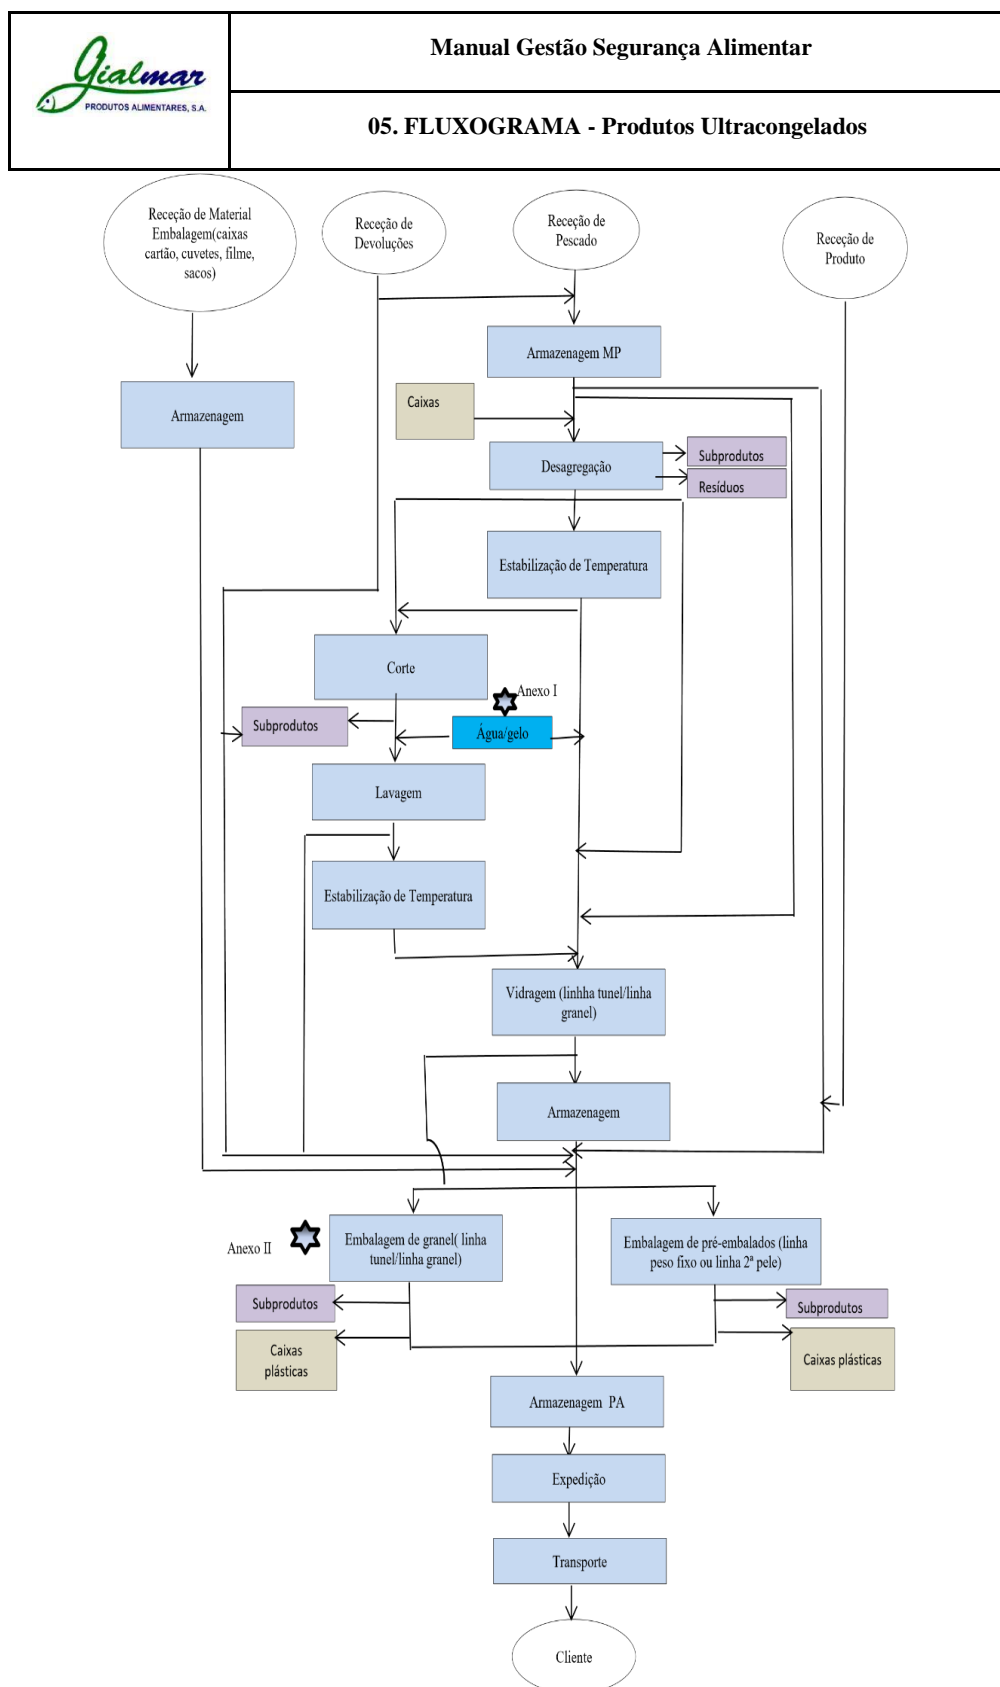 Gialmar
PRODUTOS ALIMENTARES, S.A.
Manual Gestão Segurança Alimentar
05. FLUXOGRAMA - Produtos Ultracongelados
Receção de Material
Embalagem(caixas
cartão, cuvetes, filme,
sacos)
Receção de
Devoluções
Receção de
Pescado
Receção de
Produto
Armazenagem MP
Armazenagem
Caixas
Desagregação
Subprodutos
Resíduos
Estabilização de Temperatura
Corte
Anexo I
Subprodutos
Água/gelo
Lavagem
Estabilização de Temperatura
Vidragem (linhha tunel/linha
granel)
Armazenagem
Anexo II
Embalagem de granel( linha
tunel/linha granel)
Embalagem de pré-embalados (linha
peso fixo ou linha 2ª pele)
Subprodutos
Subprodutos
Caixas
plásticas
Caixas plásticas
Armazenagem  PA
Expedição
Transporte
Cliente